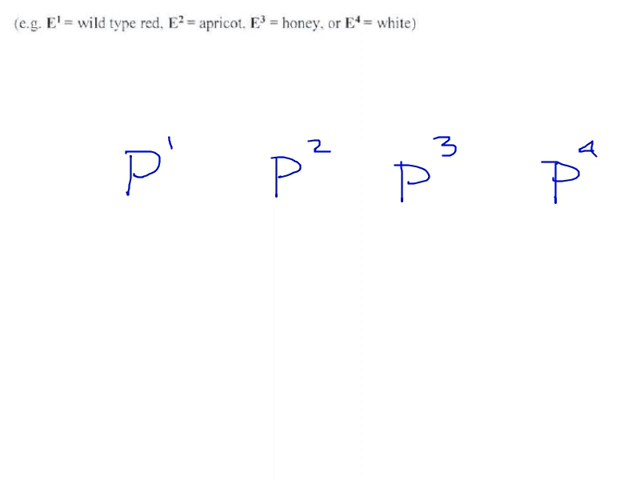 (e.g. E¹ = wild type red, E² = apricot. E³ = honey, or E⁴ = white)
P¹ P² P³ P⁴